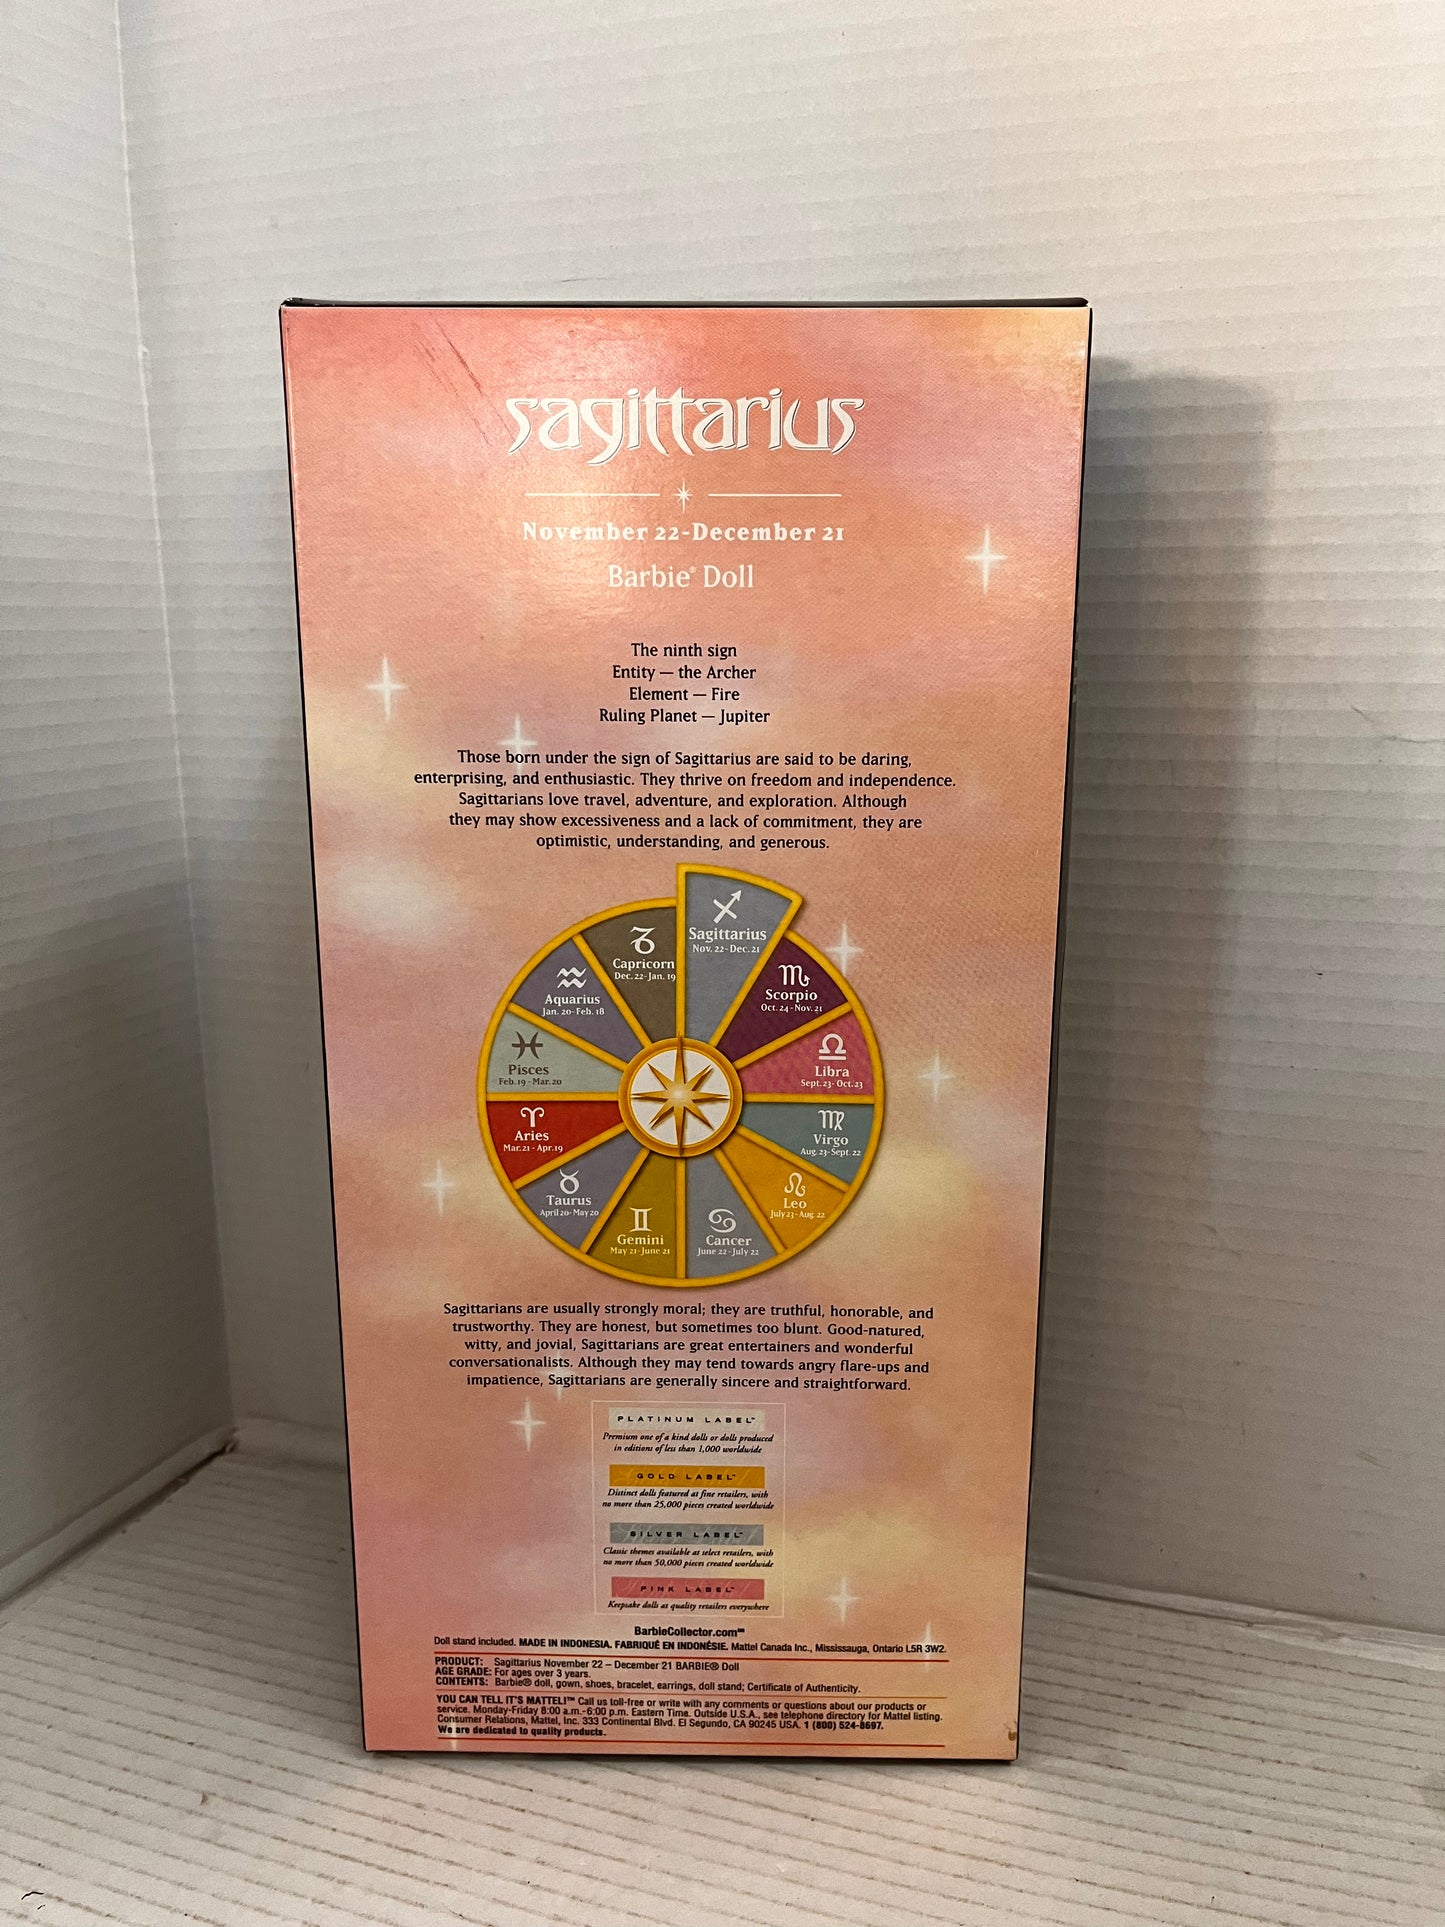 sagittarius
November 22-December 21
Barbie® Doll
The ninth sign
Entity — the Archer
Element — Fire
Ruling Planet — Jupiter
Those born under the sign of Sagittarius are said to be daring,
enterprising, and enthusiastic. They thrive on freedom and independence.
Sagittarians love travel, adventure, and exploration. Although
they may show excessiveness and a lack of commitment, they are
optimistic, understanding, and generous.
Sagittarius
Nov. 22-Dec. 21
Capricorn
Dec. 22-Jan. 19
Scorpio
Oct. 24-Nov. 21
Aquarius
Jan. 20-Feb. 18
Libra
Sept. 23-Oct. 23
Pisces
Feb. 19-Mar. 20
Virgo
Aug. 23-Sept. 22
Aries
Mar. 21-Apr. 19
Leo
July 23-Aug. 22
Taurus
April 20-May 20
Cancer
June 22-July 22
Gemini
May 21-June 21
Sagittarians are usually strongly moral; they are truthful, honorable, and
trustworthy. They are honest, but sometimes too blunt. Good-natured,
witty, and jovial, Sagittarians are great entertainers and wonderful
conversationalists. Although they may tend towards angry flare-ups and
impatience, Sagittarians are generally sincere and straightforward.
PLATINUM LABEL™
Premium one of a kind dolls or dolls produced
in editions of less than 1,000 worldwide
GOLD LABEL™
Distinct dolls featured at fine retailers, with
no more than 25,000 pieces created worldwide
SILVER LABEL™
Classic themes available at select retailers, with
no more than 50,000 pieces created worldwide
PINK LABEL™
Keepsake dolls at quality retailers everywhere
BarbieCollector.com℠
Doll stand included. MADE IN INDONESIA. FABRIQUÉ EN INDONÉSIE. Mattel Canada Inc., Mississauga, Ontario L5R 3W2.
PRODUCT: Sagittarius November 22 – December 21 BARBIE® Doll
AGE GRADE: For ages over 3 years.
CONTENTS: Barbie® doll, gown, shoes, bracelet, earrings, doll stand; Certificate of Authenticity.
YOU CAN TELL IT'S MATTEL!™ Call us toll-free or write with any comments or questions about our products or
service. Monday-Friday 8:00 a.m.-6:00 p.m. Eastern Time. Outside U.S.A., see telephone directory for Mattel listing.
Consumer Relations, Mattel, Inc. 333 Continental Blvd. El Segundo, CA 90245 USA. 1 (800) 524-8697.
We are dedicated to quality products.